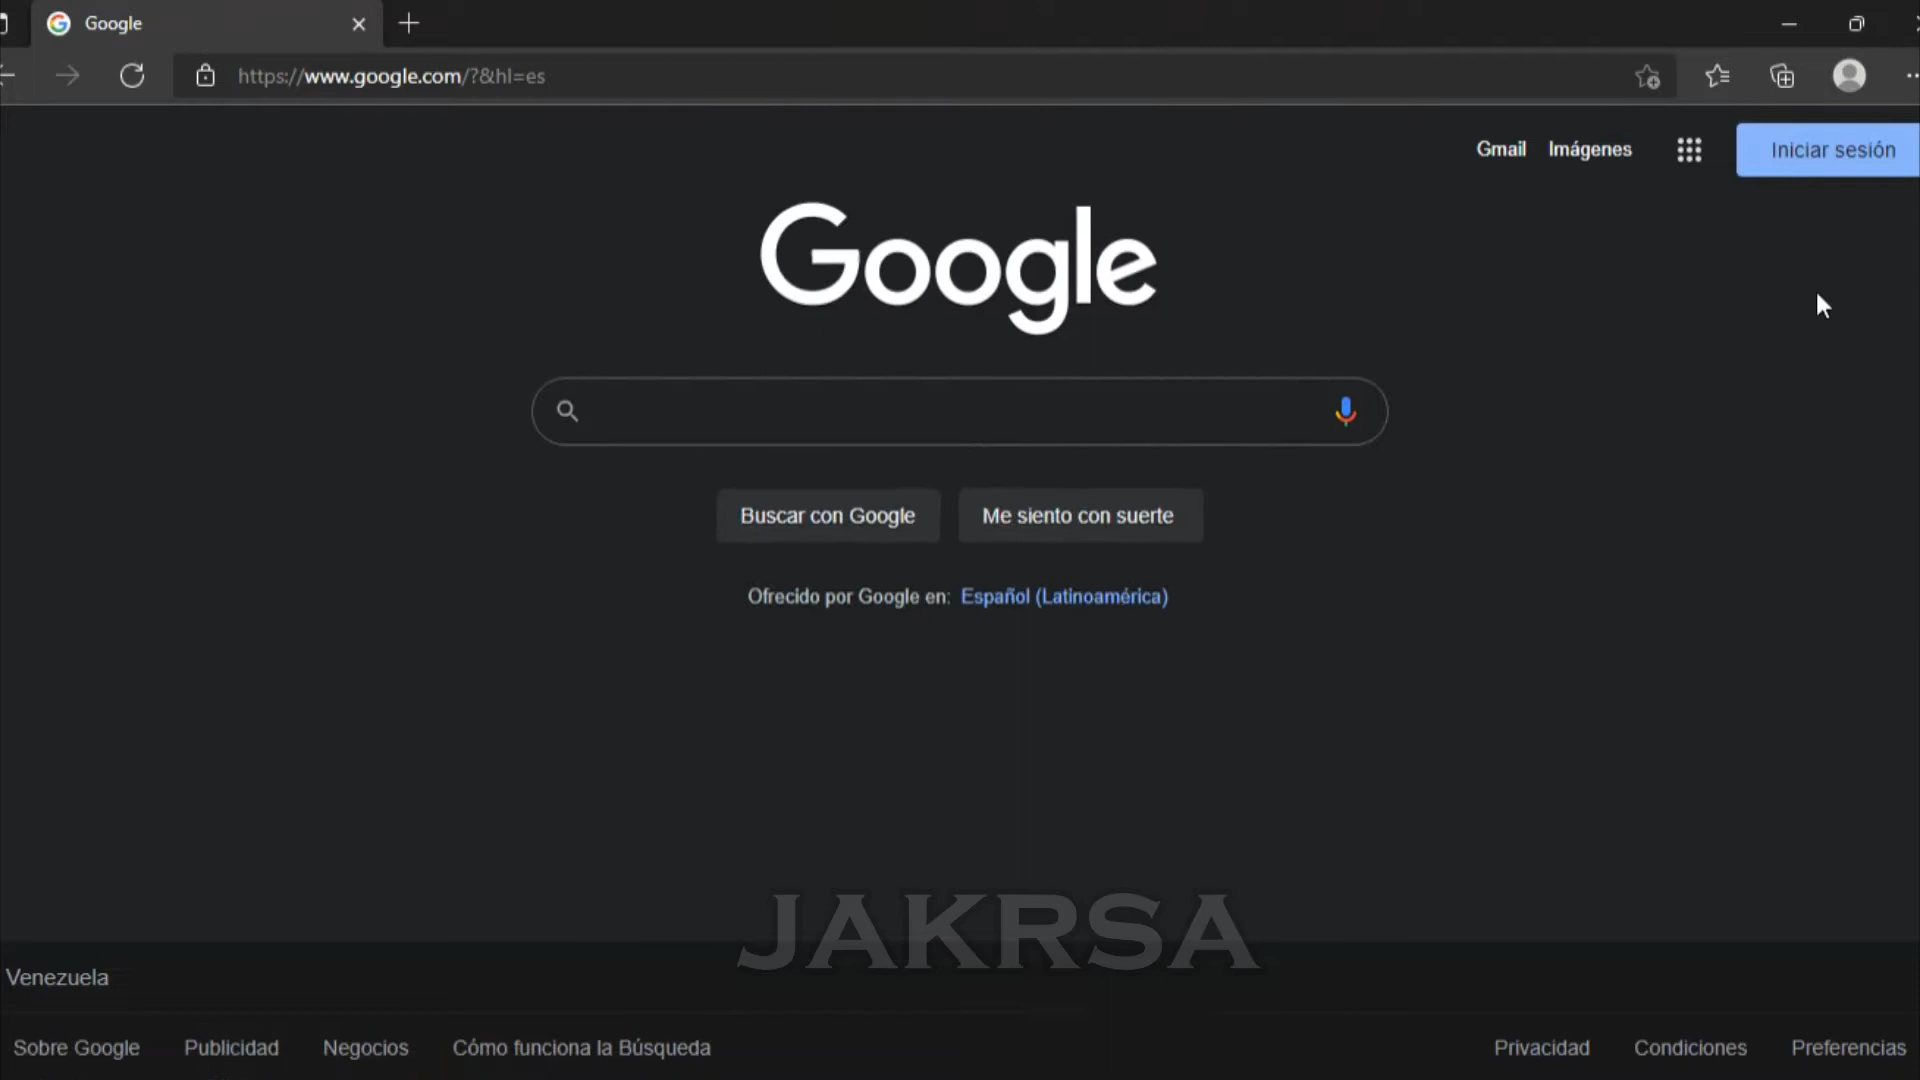 Google
https://www.google.com/?&hl=es
Gmail Imágenes Iniciar sesión
Google
Buscar con Google Me siento con suerte
Ofrecido por Google en: Español (Latinoamérica)
JAKRSA
Venezuela
Sobre Google Publicidad Negocios Cómo funciona la Búsqueda Privacidad Condiciones Preferencias